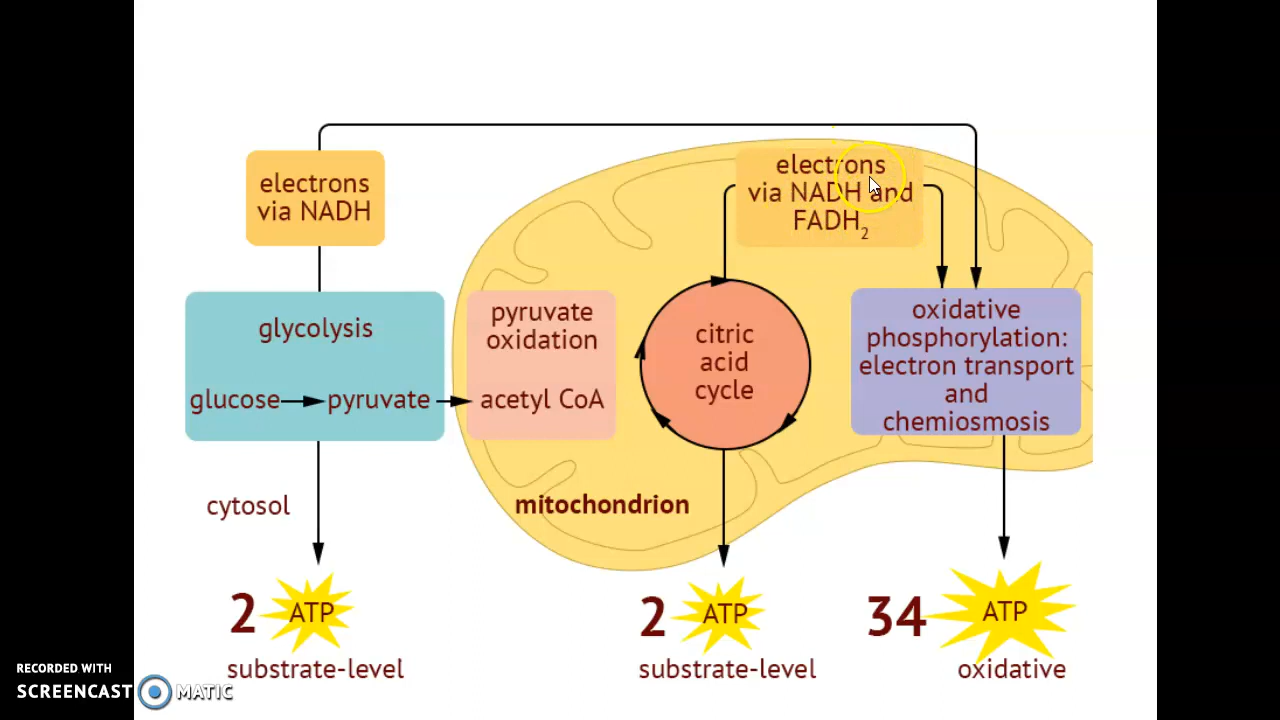 electrons
via NADH
electrons
via NADH and
FADH₂
glycolysis
glucose pyruvate
pyruvate
oxidation
acetyl CoA
citric
acid
cycle
oxidative
phosphorylation:
electron transport
and
chemiosmosis
cytosol
mitochondrion
2 ATP
substrate-level
2 ATP
substrate-level
34 ATP
oxidative
RECORDED WITH
SCREENCAST MATIC